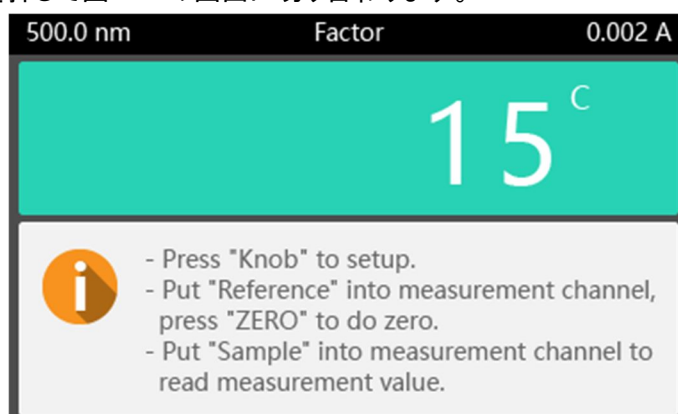 500.0 nm Factor 0.002 A
15 C
- Press "Knob" to setup.
- Put "Reference" into measurement channel,
press "ZERO" to do zero.
- Put "Sample" into measurement channel to
read measurement value.